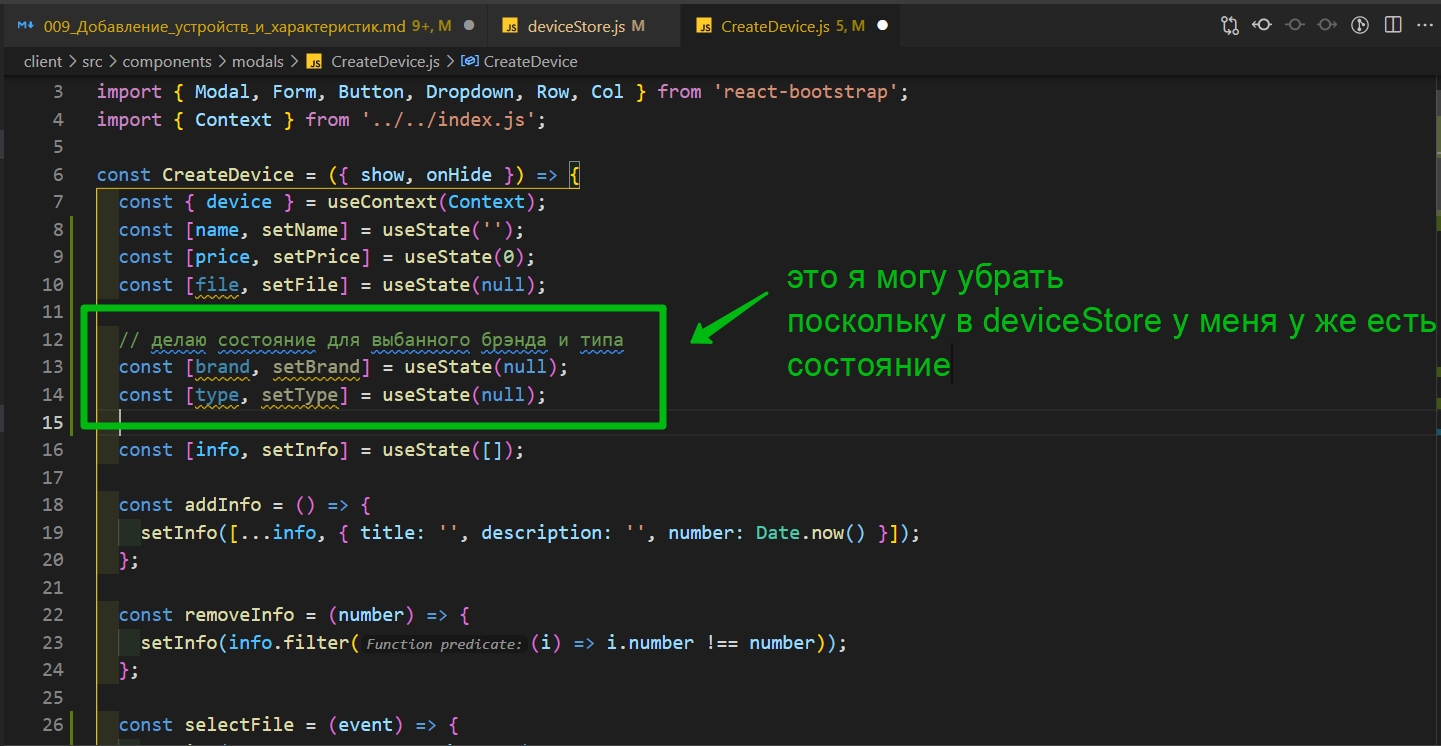 009_Добавление_устройств_и_характеристик.md 9+, M
deviceStore.js M
CreateDevice.js 5, M
client > src > components > modals > JS CreateDevice.js > CreateDevice
3 import { Modal, Form, Button, Dropdown, Row, Col } from 'react-bootstrap';
4 import { Context } from '../../index.js';
5
6 const CreateDevice = ({ show, onHide }) => {
7 const { device } = useContext(Context);
8 const [name, setName] = useState('');
9 const [price, setPrice] = useState(0);
10 const [file, setFile] = useState(null);
11
12 // делаю состояние для выбанного брэнда и типа
13 const [brand, setBrand] = useState(null);
14 const [type, setType] = useState(null);
15
16 const [info, setInfo] = useState([]);
17
18 const addInfo = () => {
19 setInfo([...info, { title: '', description: '', number: Date.now() }]);
20 };
21
22 const removeInfo = (number) => {
23 setInfo(info.filter(Function predicate: (i) => i.number !== number));
24 };
25
26 const selectFile = (event) => {
это я могу убрать
поскольку в deviceStore у меня у же есть
состояние